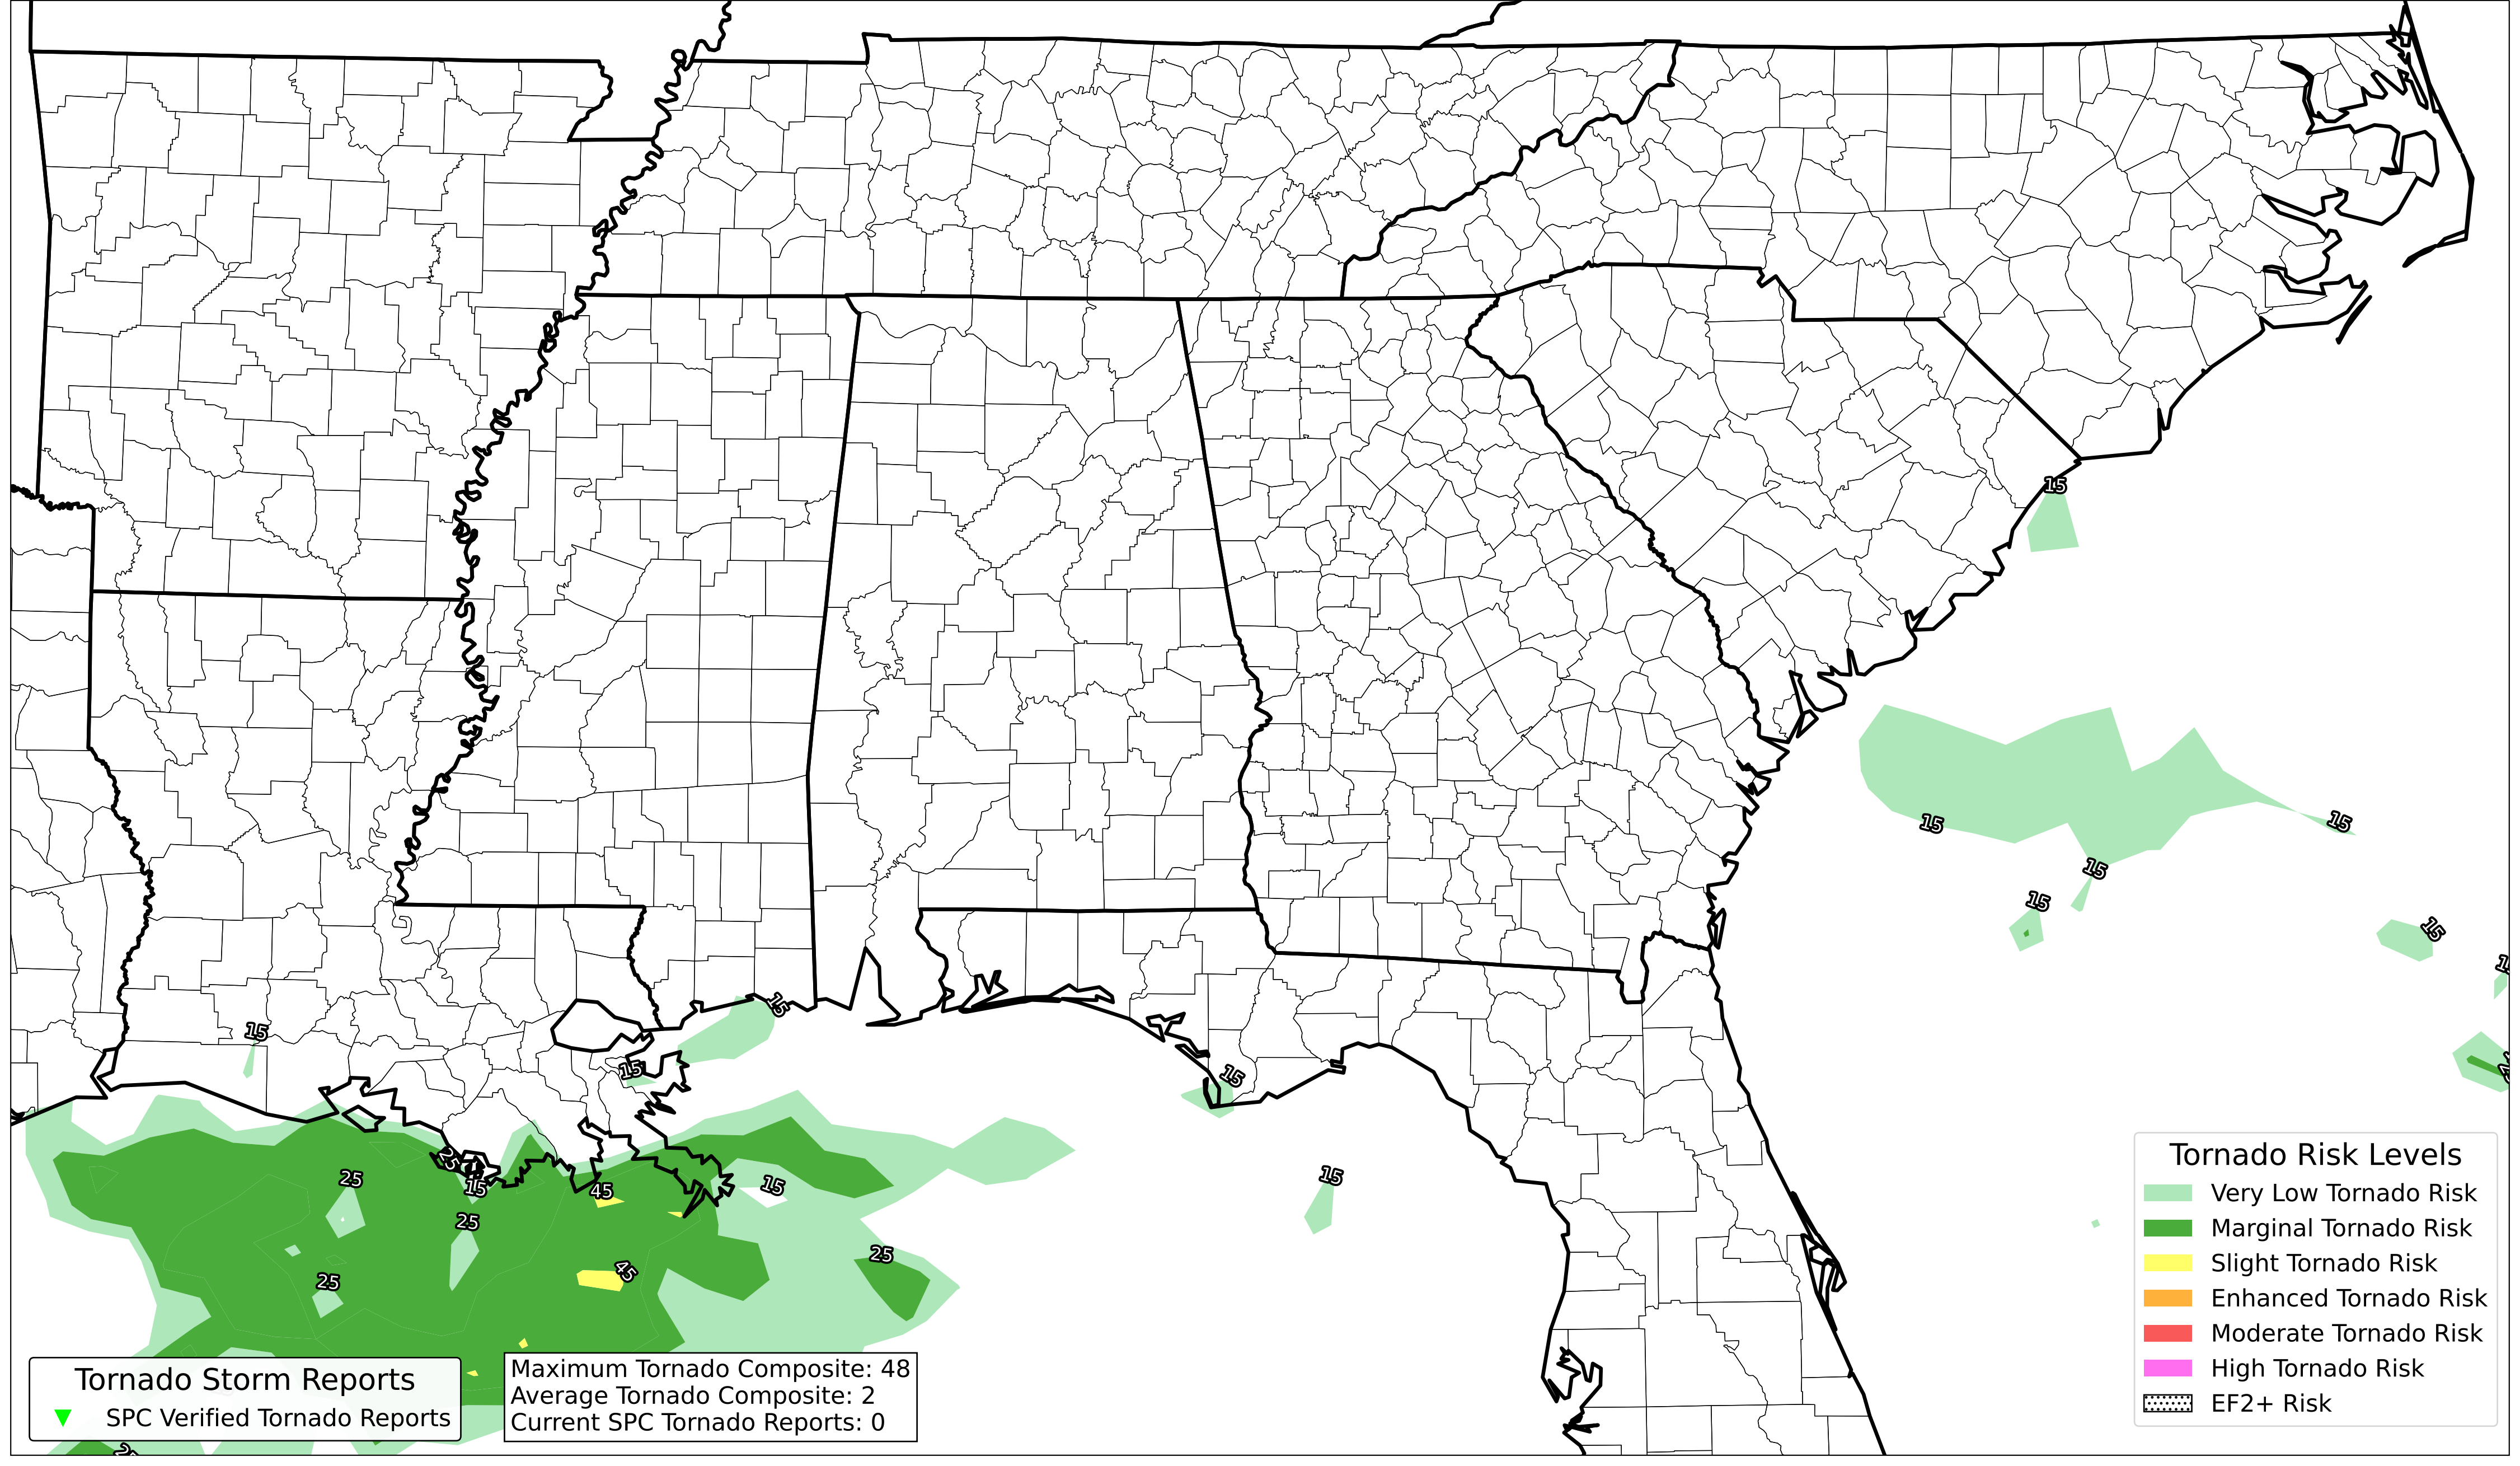 15
15
15
15
15
15
15
15
15
15
25
25
15
45
15
15
25
25
45
25
Tornado Risk Levels
Very Low Tornado Risk
Marginal Tornado Risk
Slight Tornado Risk
Enhanced Tornado Risk
Moderate Tornado Risk
High Tornado Risk
EF2+ Risk
Tornado Storm Reports
SPC Verified Tornado Reports
Maximum Tornado Composite: 48
Average Tornado Composite: 2
Current SPC Tornado Reports: 0